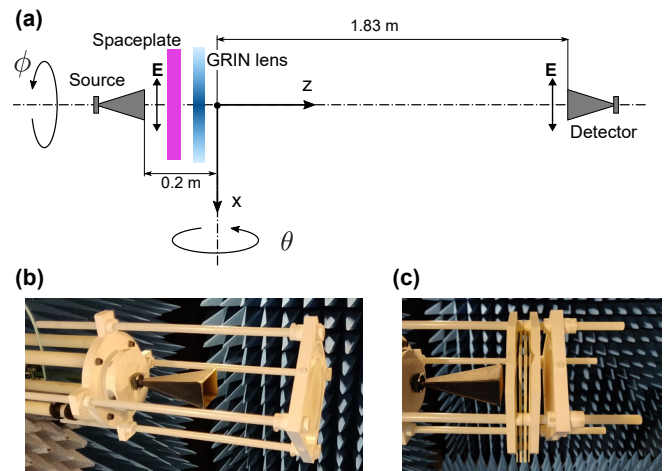 (a)
1.83 m
Spaceplate
GRIN lens
ϕ
Source
E
E
z
Detector
0.2 m
x
θ
(b)
(c)